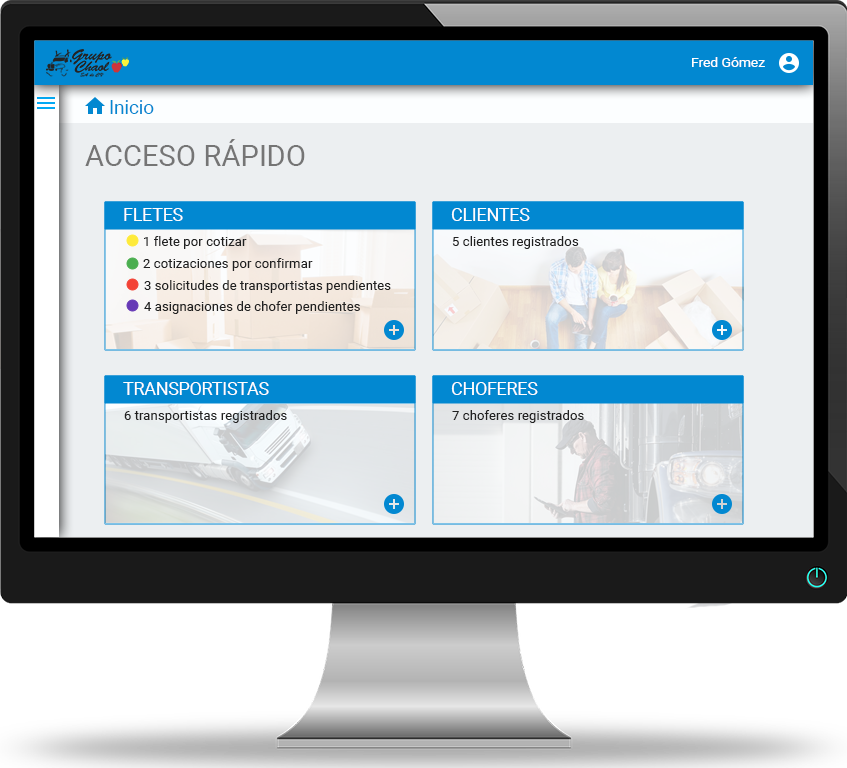 Grupo
Chaol
Fred Gómez
Inicio
ACCESO RÁPIDO
FLETES
1 flete por cotizar
2 cotizaciones por confirmar
3 solicitudes de transportistas pendientes
4 asignaciones de chofer pendientes
CLIENTES
5 clientes registrados
TRANSPORTISTAS
6 transportistas registrados
CHOFERES
7 choferes registrados